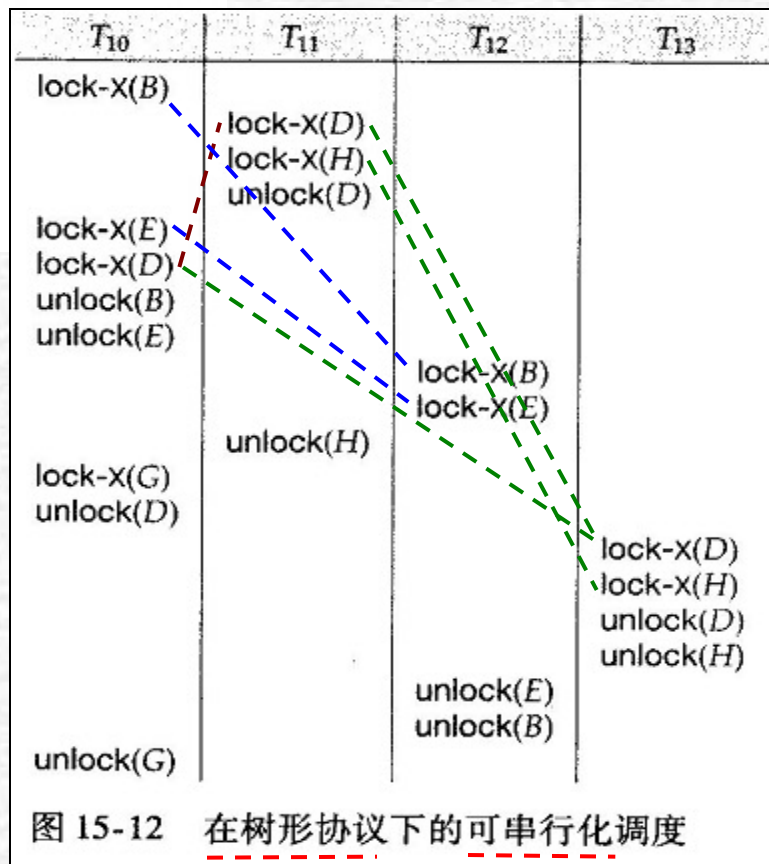 T10 T11 T12 T13
lock-X(B)
lock-X(D)
lock-X(H)
unlock(D)
lock-X(E)
lock-X(D)
unlock(B)
unlock(E)
lock-X(B)
lock-X(E)
unlock(H)
lock-X(G)
unlock(D)
lock-X(D)
lock-X(H)
unlock(D)
unlock(H)
unlock(E)
unlock(B)
unlock(G)
图 15-12 在树形协议下的可串行化调度